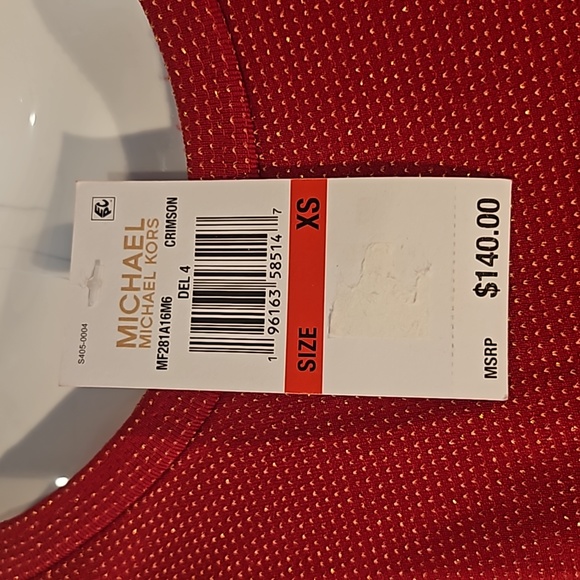 S405-0004
MICHAEL
MICHAEL KORS
MF281A16M6 CRIMSON
DEL 4
1 96163 58514 7
SIZE XS
MSRP $140.00